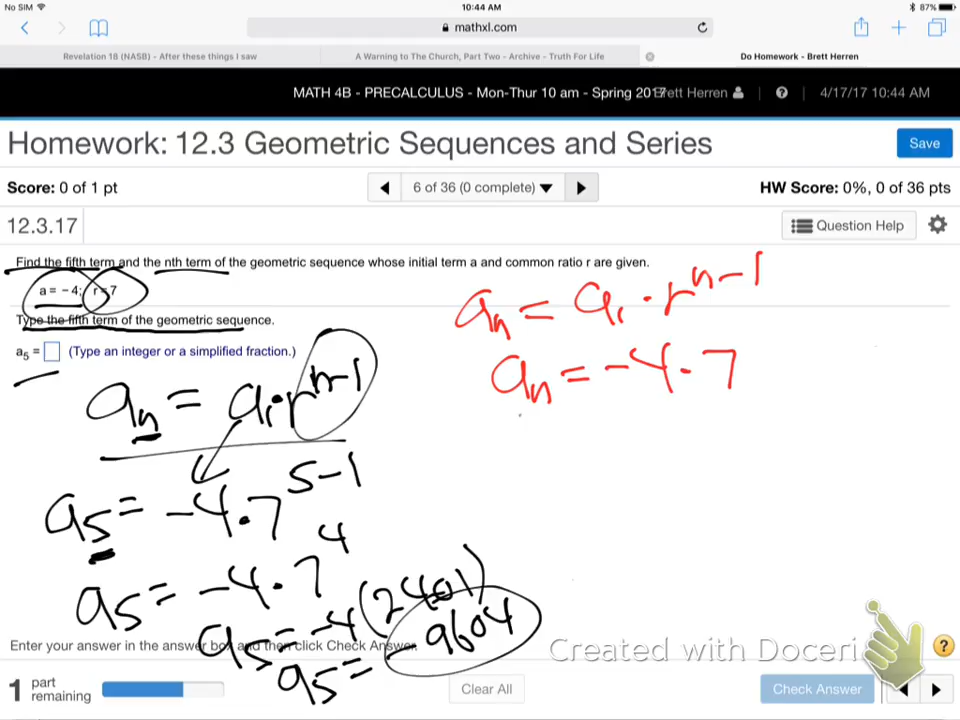 No SIM 10:44 AM 87%
mathxl.com
Revelation 18 (NASB) - After these things I saw A Warning to The Church, Part Two - Archive - Truth For Life Do Homework - Brett Herren
MATH 4B - PRECALCULUS - Mon-Thur 10 am - Spring 2017 Brett Herren 4/17/17 10:44 AM
Homework: 12.3 Geometric Sequences and Series Save
Score: 0 of 1 pt 6 of 36 (0 complete) HW Score: 0%, 0 of 36 pts
12.3.17 Question Help
Find the fifth term and the nth term of the geometric sequence whose initial term a and common ratio r are given.
a = − 4; r = 7
Type the fifth term of the geometric sequence.
a₅ = (Type an integer or a simplified fraction.)
aₙ = a₁ · rⁿ⁻¹
a₅ = -4 · 7⁵⁻¹
a₅ = -4 · 7⁴
a₅ = -4(2401)
a₅ = -9604
aₙ = a₁ · rⁿ⁻¹
aₙ = -4 · 7
Enter your answer in the answer box and then click Check Answer.
Created with Doceri
?
1 part remaining Clear All Check Answer